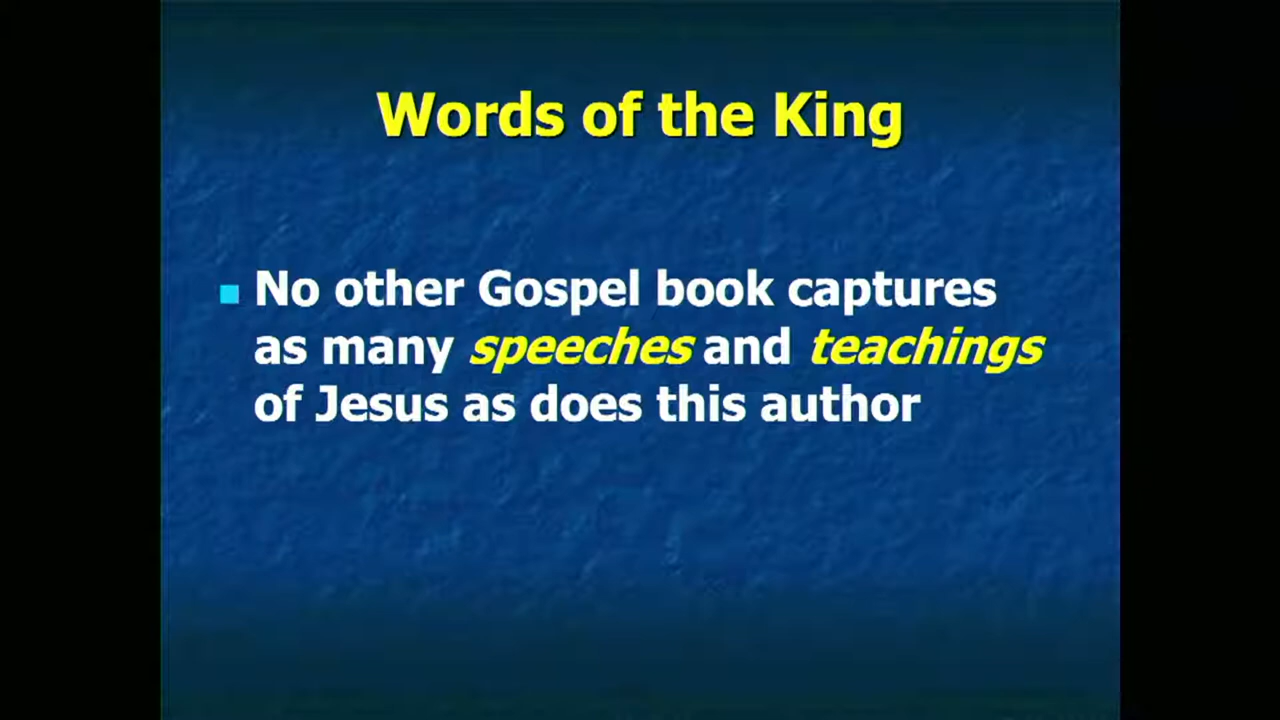 Words of the King
No other Gospel book captures
as many speeches and teachings
of Jesus as does this author